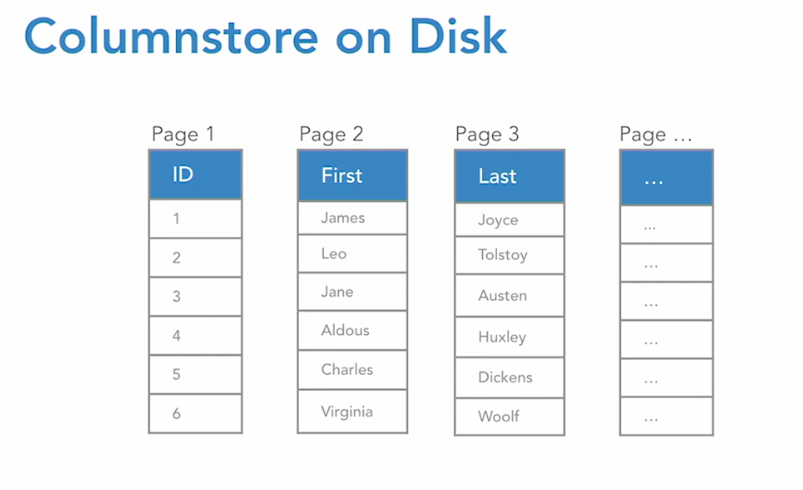 Columnstore on Disk
Page 1 Page 2 Page 3 Page ...
ID First Last ...
1 James Joyce ...
2 Leo Tolstoy ...
3 Jane Austen ...
4 Aldous Huxley ...
5 Charles Dickens ...
6 Virginia Woolf ...